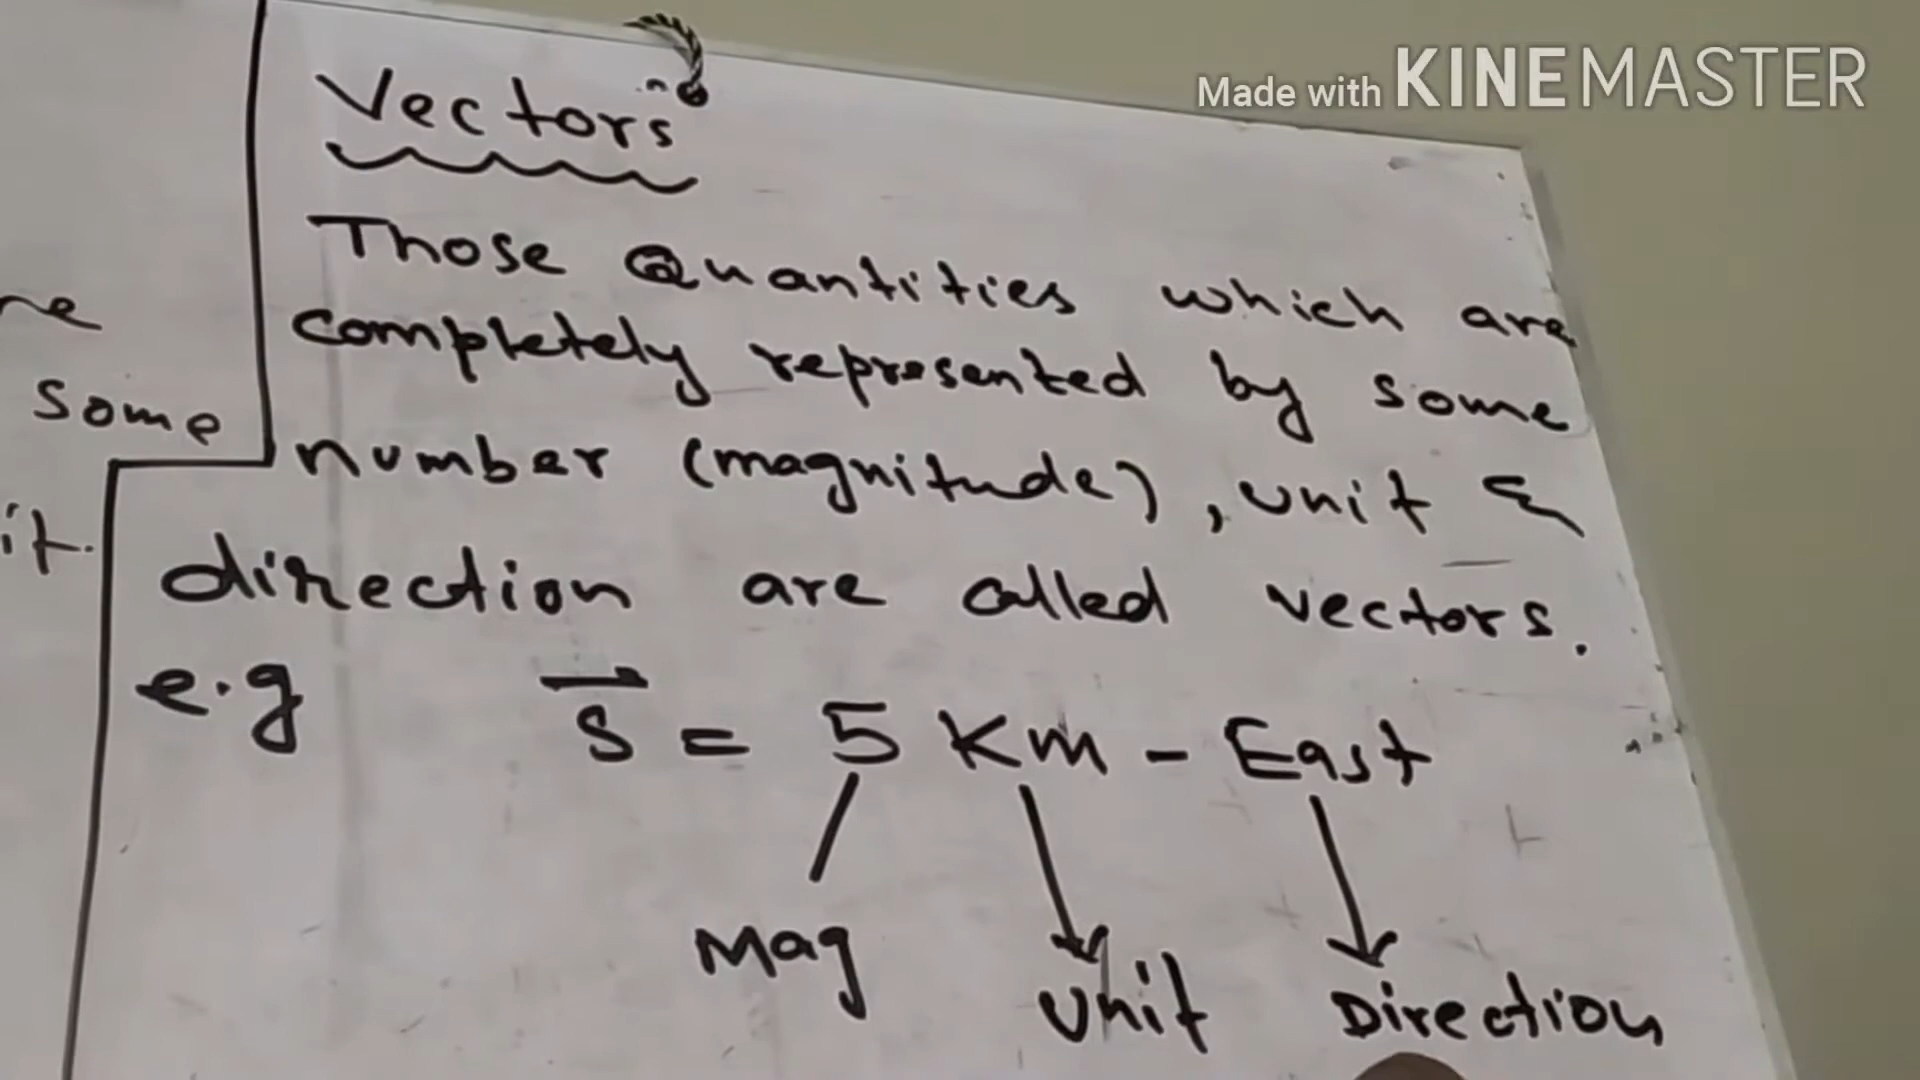 Made with KINEMASTER
Vectors
Those Quantities which are
completely represented by some
number (magnitude), unit &
direction are called vectors.
e.g S = 5 Km - East
Mag Unit Direction
some
it.